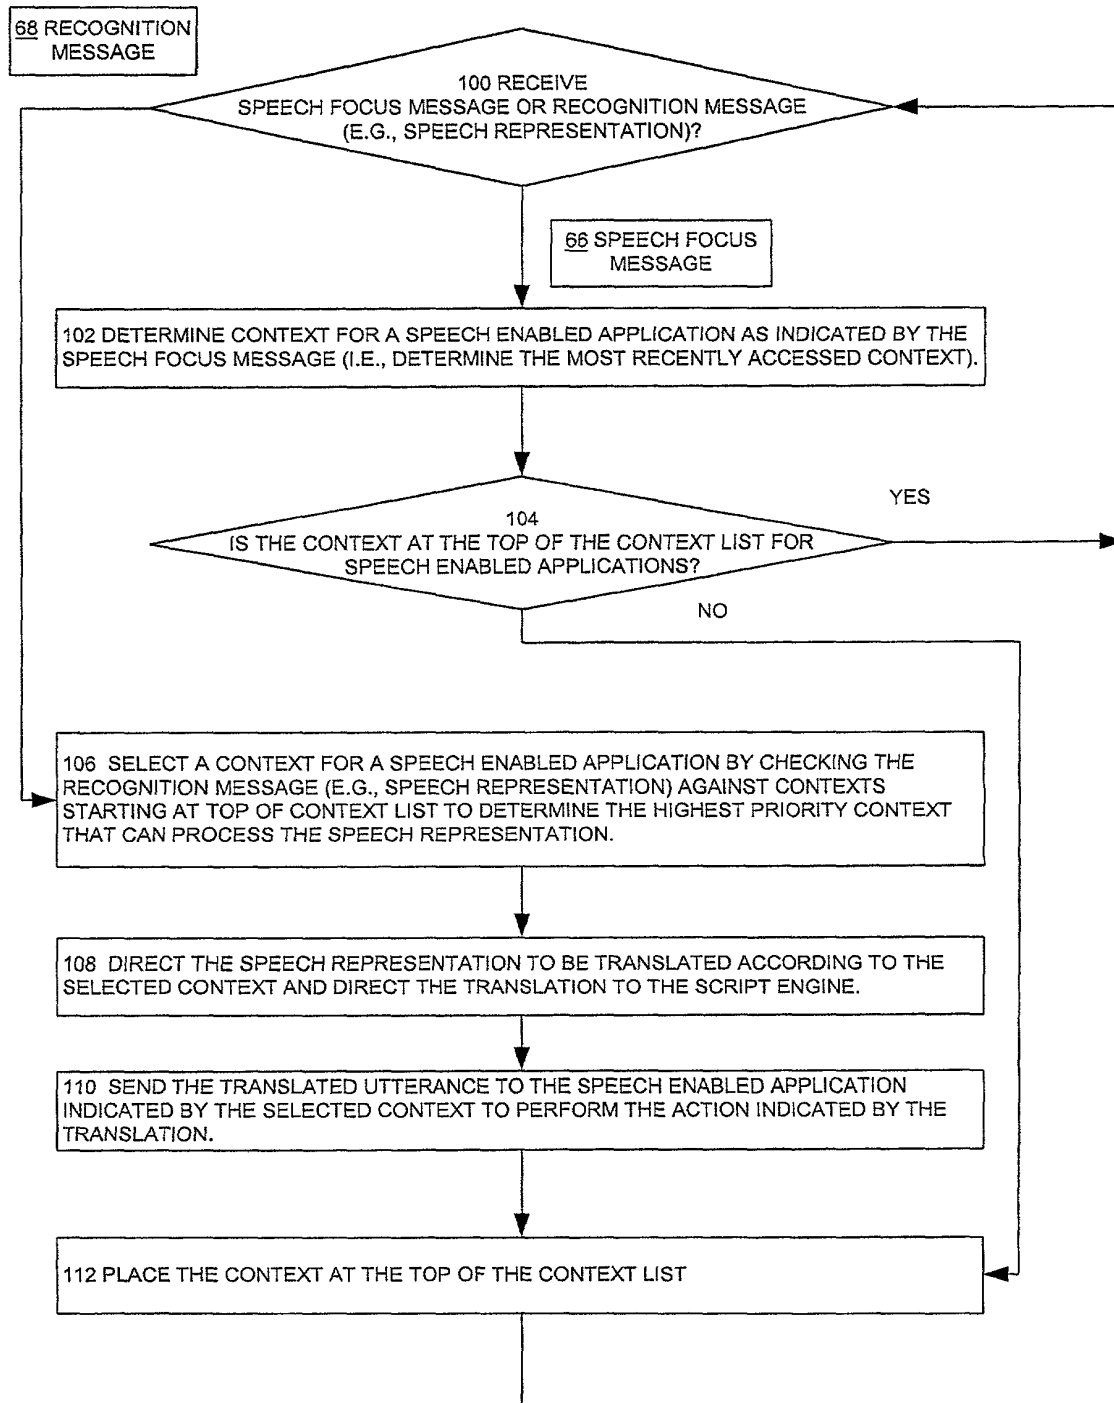 68 RECOGNITION
MESSAGE
100 RECEIVE
SPEECH FOCUS MESSAGE OR RECOGNITION MESSAGE
(E.G., SPEECH REPRESENTATION)?
66 SPEECH FOCUS
MESSAGE
102 DETERMINE CONTEXT FOR A SPEECH ENABLED APPLICATION AS INDICATED BY THE
SPEECH FOCUS MESSAGE (I.E., DETERMINE THE MOST RECENTLY ACCESSED CONTEXT).
YES
104
IS THE CONTEXT AT THE TOP OF THE CONTEXT LIST FOR
SPEECH ENABLED APPLICATIONS?
NO
106 SELECT A CONTEXT FOR A SPEECH ENABLED APPLICATION BY CHECKING THE
RECOGNITION MESSAGE (E.G., SPEECH REPRESENTATION) AGAINST CONTEXTS
STARTING AT TOP OF CONTEXT LIST TO DETERMINE THE HIGHEST PRIORITY CONTEXT
THAT CAN PROCESS THE SPEECH REPRESENTATION.
108 DIRECT THE SPEECH REPRESENTATION TO BE TRANSLATED ACCORDING TO THE
SELECTED CONTEXT AND DIRECT THE TRANSLATION TO THE SCRIPT ENGINE.
110 SEND THE TRANSLATED UTTERANCE TO THE SPEECH ENABLED APPLICATION
INDICATED BY THE SELECTED CONTEXT TO PERFORM THE ACTION INDICATED BY THE
TRANSLATION.
112 PLACE THE CONTEXT AT THE TOP OF THE CONTEXT LIST